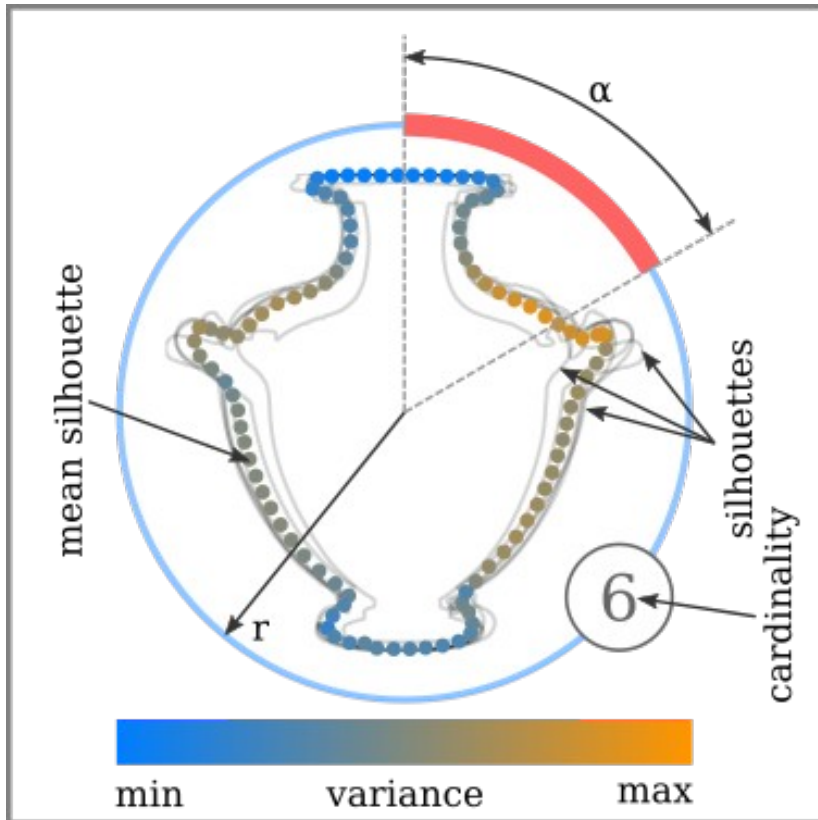 α
mean silhouette
silhouettes
cardinality
6
r
min variance max